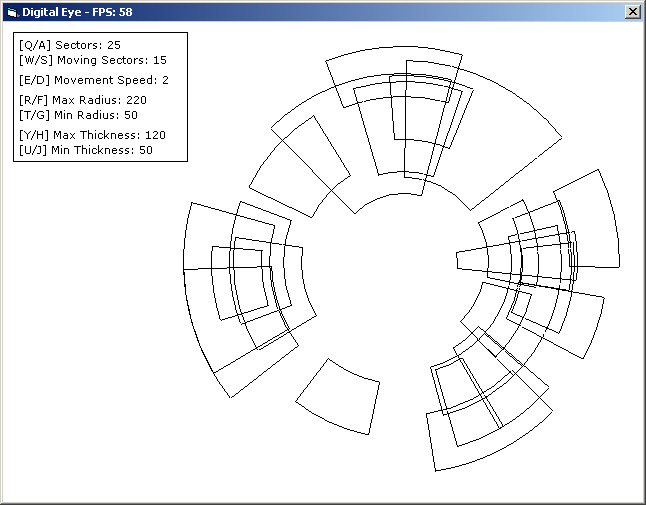 Digital Eye - FPS: 58
[Q/A] Sectors: 25
[W/S] Moving Sectors: 15
[E/D] Movement Speed: 2
[R/F] Max Radius: 220
[T/G] Min Radius: 50
[Y/H] Max Thickness: 120
[U/J] Min Thickness: 50